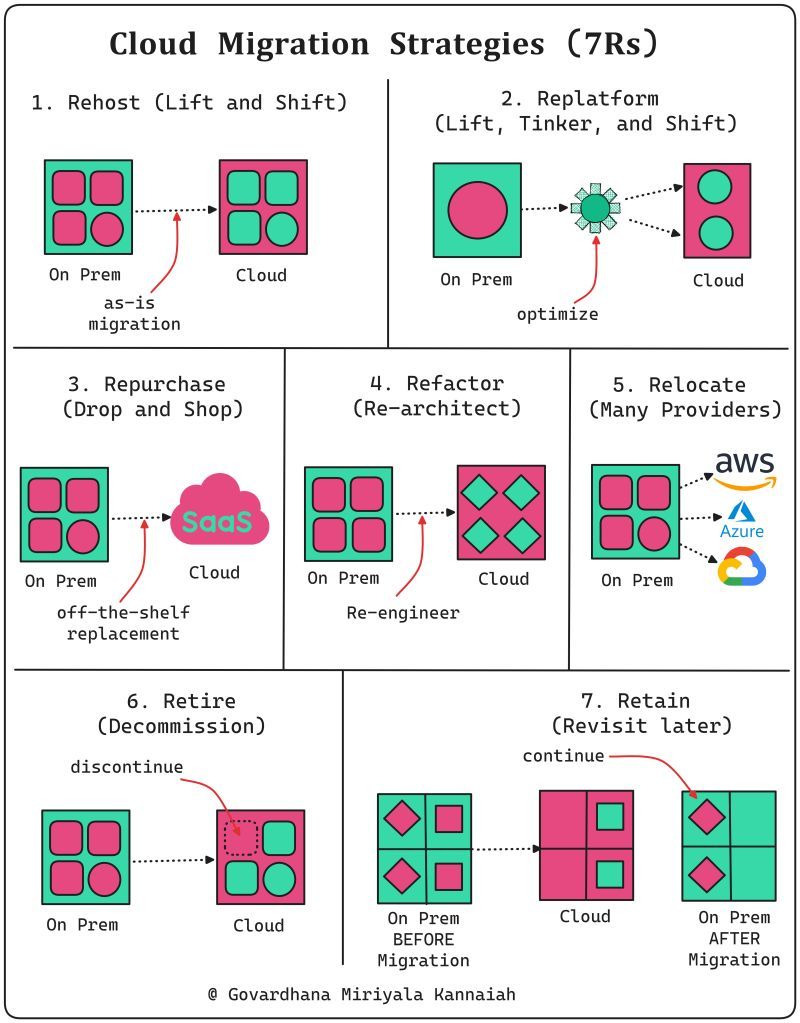 Cloud Migration Strategies (7Rs)
1. Rehost (Lift and Shift)
On Prem
Cloud
as-is
migration
2. Replatform
(Lift, Tinker, and Shift)
On Prem
Cloud
optimize
3. Repurchase
(Drop and Shop)
SaaS
On Prem
Cloud
off-the-shelf
replacement
4. Refactor
(Re-architect)
On Prem
Cloud
Re-engineer
5. Relocate
(Many Providers)
aws
Azure
On Prem
6. Retire
(Decommission)
discontinue
On Prem
Cloud
7. Retain
(Revisit later)
continue
On Prem
BEFORE
Migration
Cloud
On Prem
AFTER
Migration
@ Govardhana Miriyala Kannaiah